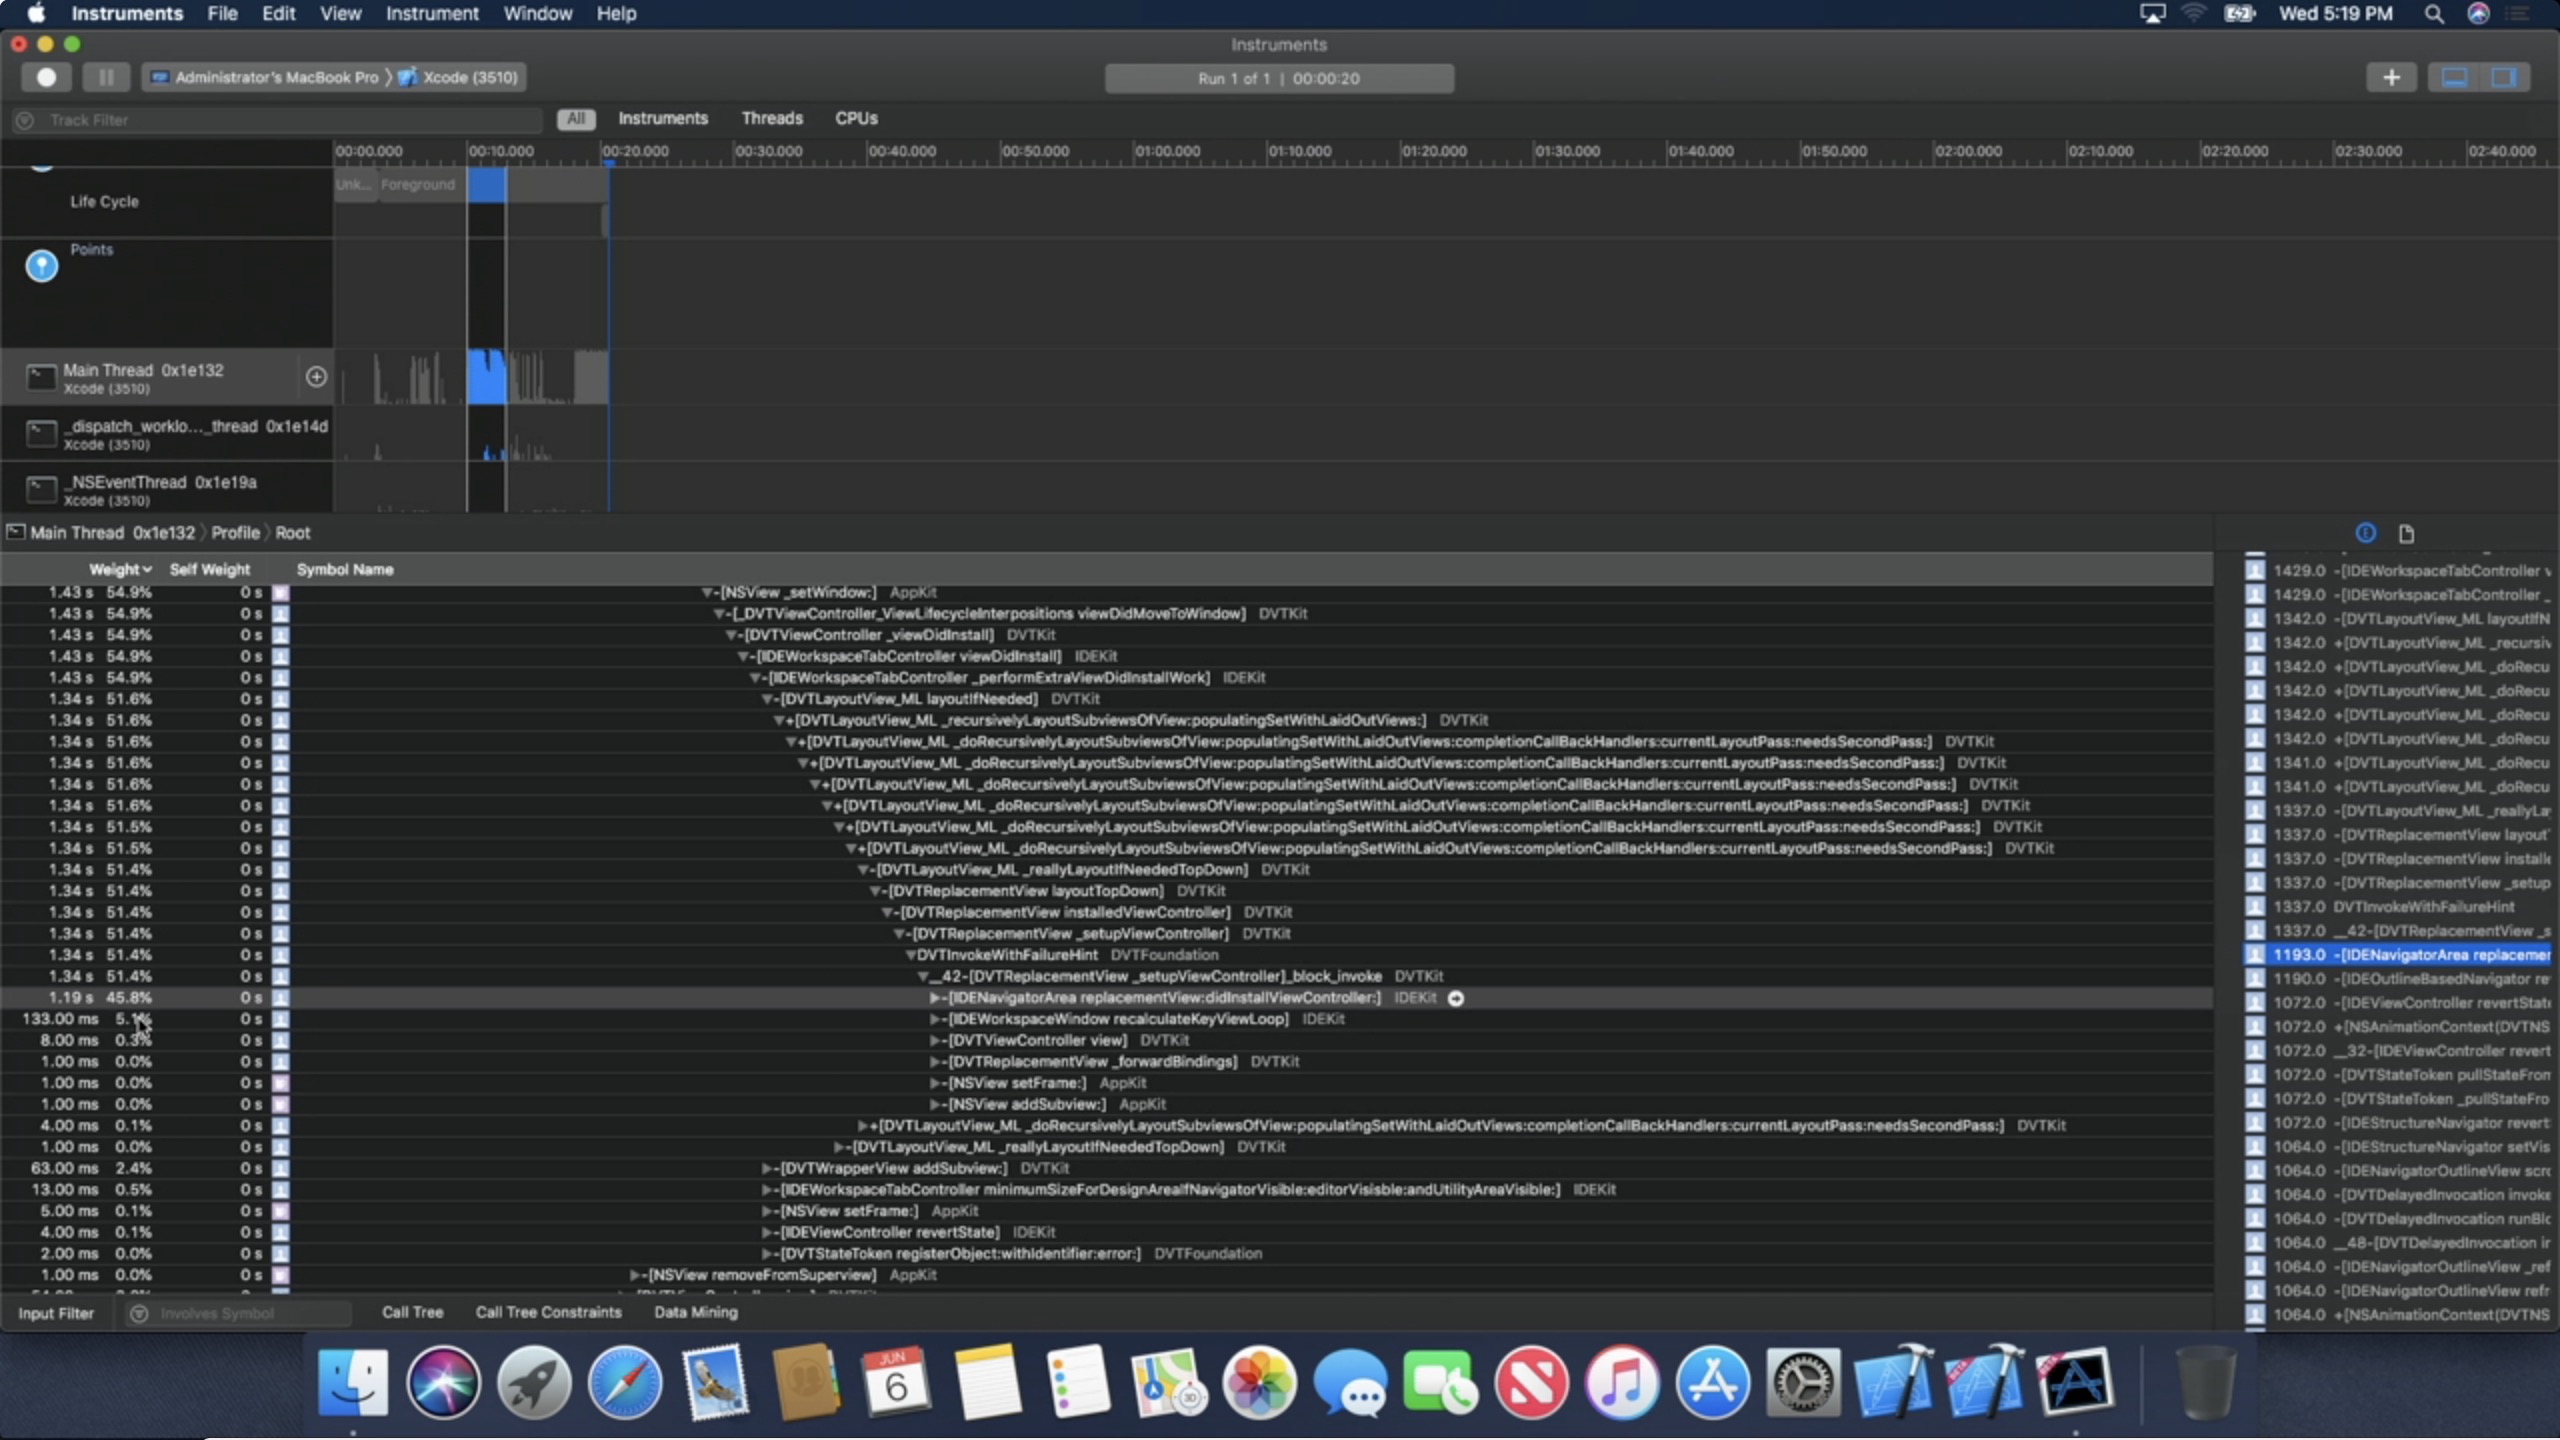 Instruments File Edit View Instrument Window Help Wed 5:19 PM
Instruments
Administrator's MacBook Pro Xcode (3510) Run 1 of 1 | 00:00:20
Track Filter All Instruments Threads CPUs
00:00.000 00:10.000 00:20.000 00:30.000 00:40.000 00:50.000 01:00.000 01:10.000 01:20.000 01:30.000 01:40.000 01:50.000 02:00.000 02:10.000 02:20.000 02:30.000 02:40.000
Unk... Foreground
Life Cycle
Points
Main Thread 0x1e132
Xcode (3510)
_dispatch_worklo..._thread 0x1e14d
Xcode (3510)
_NSEventThread 0x1e19a
Xcode (3510)
Main Thread 0x1e132 Profile Root
Weight Self Weight Symbol Name
1.43 s 54.9% 0 s -[NSView _setWindow:] AppKit
1.43 s 54.9% 0 s -[_DVTViewController_ViewLifecycleInterpositions viewDidMoveToWindow] DVTKit
1.43 s 54.9% 0 s -[DVTViewController _viewDidInstall] DVTKit
1.43 s 54.9% 0 s -[IDEWorkspaceTabController viewDidInstall] IDEKit
1.43 s 54.9% 0 s -[IDEWorkspaceTabController _performExtraViewDidInstallWork] IDEKit
1.34 s 51.6% 0 s -[DVTLayoutView_ML layoutIfNeeded] DVTKit
1.34 s 51.6% 0 s +[DVTLayoutView_ML _recursivelyLayoutSubviewsOfView:populatingSetWithLaidOutViews:] DVTKit
1.34 s 51.6% 0 s +[DVTLayoutView_ML _doRecursivelyLayoutSubviewsOfView:populatingSetWithLaidOutViews:completionCallBackHandlers:currentLayoutPass:needsSecondPass:] DVTKit
1.34 s 51.6% 0 s +[DVTLayoutView_ML _doRecursivelyLayoutSubviewsOfView:populatingSetWithLaidOutViews:completionCallBackHandlers:currentLayoutPass:needsSecondPass:] DVTKit
1.34 s 51.6% 0 s +[DVTLayoutView_ML _doRecursivelyLayoutSubviewsOfView:populatingSetWithLaidOutViews:completionCallBackHandlers:currentLayoutPass:needsSecondPass:] DVTKit
1.34 s 51.6% 0 s +[DVTLayoutView_ML _doRecursivelyLayoutSubviewsOfView:populatingSetWithLaidOutViews:completionCallBackHandlers:currentLayoutPass:needsSecondPass:] DVTKit
1.34 s 51.5% 0 s +[DVTLayoutView_ML _doRecursivelyLayoutSubviewsOfView:populatingSetWithLaidOutViews:completionCallBackHandlers:currentLayoutPass:needsSecondPass:] DVTKit
1.34 s 51.5% 0 s +[DVTLayoutView_ML _doRecursivelyLayoutSubviewsOfView:populatingSetWithLaidOutViews:completionCallBackHandlers:currentLayoutPass:needsSecondPass:] DVTKit
1.34 s 51.4% 0 s -[DVTLayoutView_ML _reallyLayoutIfNeededTopDown] DVTKit
1.34 s 51.4% 0 s -[DVTReplacementView layoutTopDown] DVTKit
1.34 s 51.4% 0 s -[DVTReplacementView installedViewController] DVTKit
1.34 s 51.4% 0 s -[DVTReplacementView _setupViewController] DVTKit
1.34 s 51.4% 0 s DVTInvokeWithFailureHint DVTFoundation
1.34 s 51.4% 0 s __42-[DVTReplacementView _setupViewController]_block_invoke DVTKit
1.19 s 45.8% 0 s -[IDENavigatorArea replacementView:didInstallViewController:] IDEKit
133.00 ms 5.1% 0 s -[IDEWorkspaceWindow recalculateKeyViewLoop] IDEKit
8.00 ms 0.3% 0 s -[DVTViewController view] DVTKit
1.00 ms 0.0% 0 s -[DVTReplacementView _forwardBindings] DVTKit
1.00 ms 0.0% 0 s -[NSView setFrame:] AppKit
1.00 ms 0.0% 0 s -[NSView addSubview:] AppKit
4.00 ms 0.1% 0 s +[DVTLayoutView_ML _doRecursivelyLayoutSubviewsOfView:populatingSetWithLaidOutViews:completionCallBackHandlers:currentLayoutPass:needsSecondPass:] DVTKit
1.00 ms 0.0% 0 s -[DVTLayoutView_ML _reallyLayoutIfNeededTopDown] DVTKit
63.00 ms 2.4% 0 s -[DVTWrapperView addSubview:] DVTKit
13.00 ms 0.5% 0 s -[IDEWorkspaceTabController minimumSizeForDesignAreaIfNavigatorVisible:editorVisisble:andUtilityAreaVisible:] IDEKit
5.00 ms 0.1% 0 s -[NSView setFrame:] AppKit
4.00 ms 0.1% 0 s -[IDEViewController revertState] IDEKit
2.00 ms 0.0% 0 s -[DVTStateToken registerObject:withIdentifier:error:] DVTFoundation
1.00 ms 0.0% 0 s -[NSView removeFromSuperview] AppKit
Input Filter Involves Symbol Call Tree Call Tree Constraints Data Mining
1429.0 -[IDEWorkspaceTabController v
1429.0 -[IDEWorkspaceTabController _
1342.0 -[DVTLayoutView_ML layoutIfN
1342.0 +[DVTLayoutView_ML _recursiv
1342.0 +[DVTLayoutView_ML _doRecu
1342.0 +[DVTLayoutView_ML _doRecu
1342.0 +[DVTLayoutView_ML _doRecu
1342.0 +[DVTLayoutView_ML _doRecu
1341.0 +[DVTLayoutView_ML _doRecu
1341.0 +[DVTLayoutView_ML _doRecu
1337.0 -[DVTLayoutView_ML _reallyLa
1337.0 -[DVTReplacementView layout
1337.0 -[DVTReplacementView installe
1337.0 -[DVTReplacementView _setup
1337.0 DVTInvokeWithFailureHint
1337.0 __42-[DVTReplacementView _s
1193.0 -[IDENavigatorArea replacemen
1190.0 -[IDEOutlineBasedNavigator re
1072.0 -[IDEViewController revertState
1072.0 +[NSAnimationContext(DVTNS
1072.0 __32-[IDEViewController revert
1072.0 -[DVTStateToken pullStateFrom
1072.0 -[DVTStateToken _pullStateFro
1072.0 -[IDEStructureNavigator revert
1064.0 -[IDEStructureNavigator setVis
1064.0 -[IDENavigatorOutlineView scro
1064.0 -[DVTDelayedInvocation invoke
1064.0 -[DVTDelayedInvocation runBlo
1064.0 __48-[DVTDelayedInvocation ir
1064.0 -[IDENavigatorOutlineView _ref
1064.0 -[IDENavigatorOutlineView refr
1064.0 +[NSAnimationContext(DVTNS
JUN
6